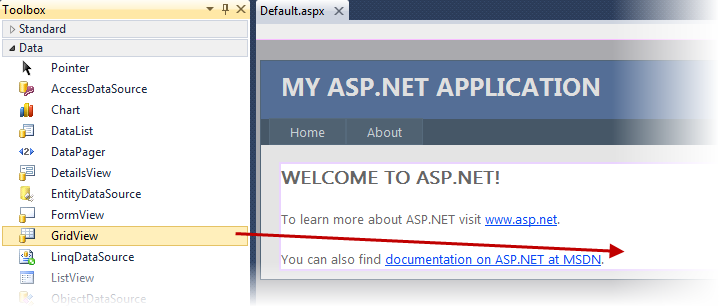 Toolbox
Default.aspx
Standard
Data
Pointer
AccessDataSource
Chart
DataList
DataPager
DetailsView
EntityDataSource
FormView
GridView
LinqDataSource
ListView
ObjectDataSource
MY ASP.NET APPLICATION
Home About
WELCOME TO ASP.NET!
To learn more about ASP.NET visit www.asp.net.
You can also find documentation on ASP.NET at MSDN.